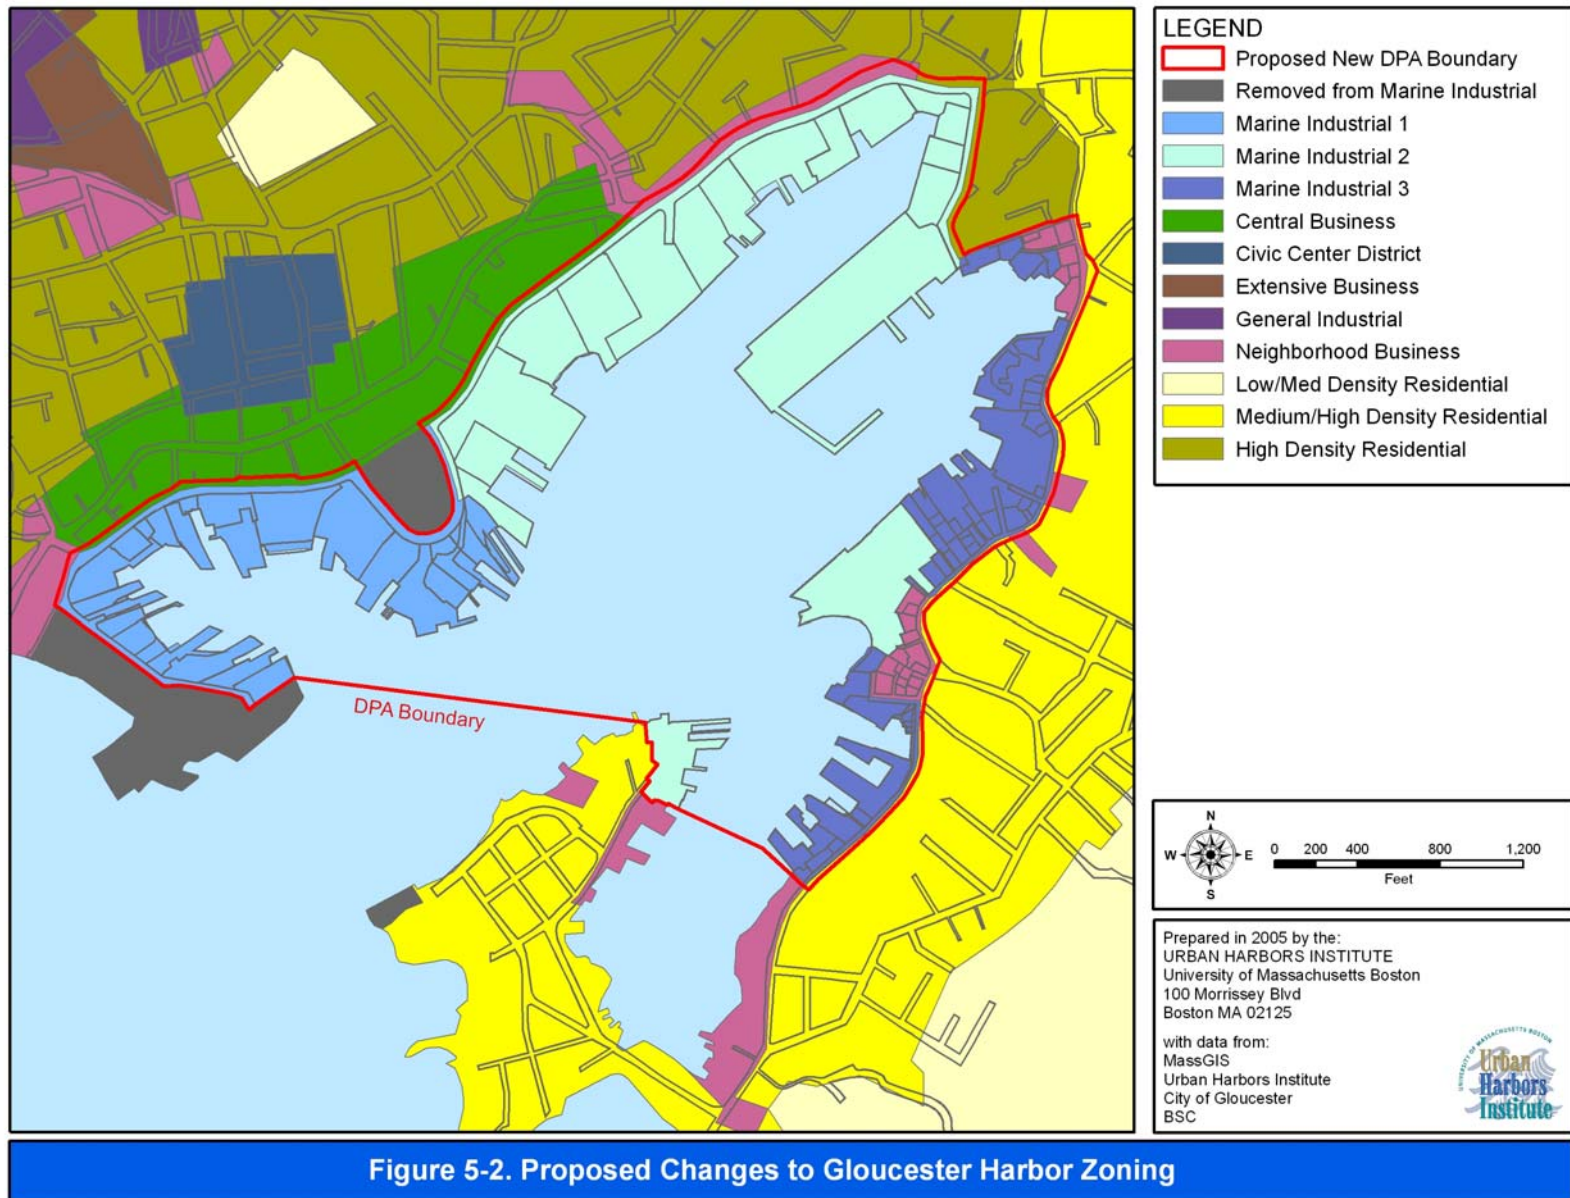 LEGEND
Proposed New DPA Boundary
Removed from Marine Industrial
Marine Industrial 1
Marine Industrial 2
Marine Industrial 3
Central Business
Civic Center District
Extensive Business
General Industrial
Neighborhood Business
Low/Med Density Residential
Medium/High Density Residential
High Density Residential
DPA Boundary
N
W E
S
0 200 400 800 1,200
Feet
Prepared in 2005 by the:
URBAN HARBORS INSTITUTE
University of Massachusetts Boston
100 Morrissey Blvd
Boston MA 02125
with data from:
MassGIS
Urban Harbors Institute
City of Gloucester
BSC
UNIVERSITY OF MASSACHUSETTS BOSTON
Urban
Harbors
Institute
Figure 5-2. Proposed Changes to Gloucester Harbor Zoning